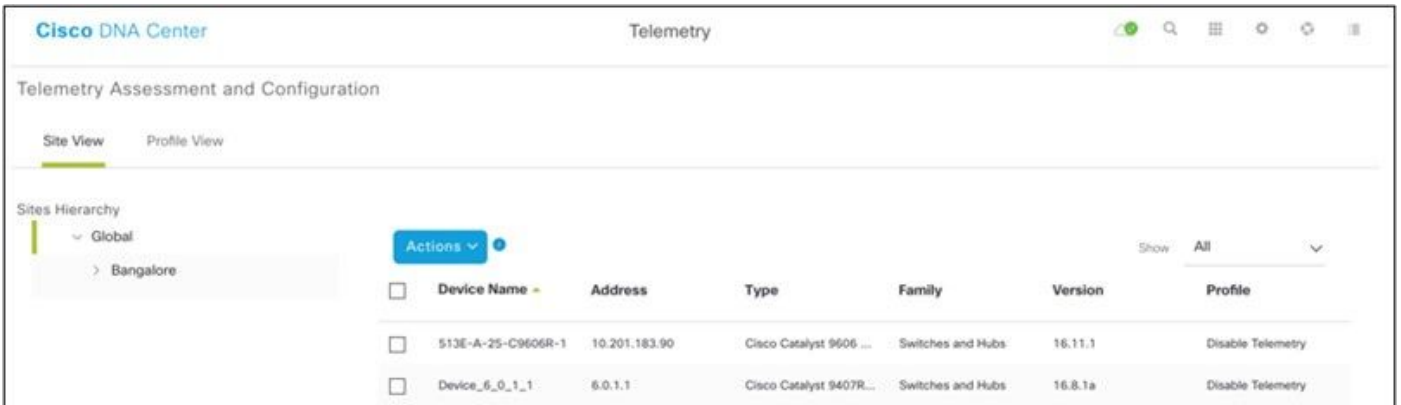 Cisco DNA Center
Telemetry
Telemetry Assessment and Configuration
Site View Profile View
Sites Hierarchy
Global
Bangalore
Actions
Show All
Device Name Address Type Family Version Profile
513E-A-25-C9606R-1 10.201.183.90 Cisco Catalyst 9606 ... Switches and Hubs 16.11.1 Disable Telemetry
Device_6_0_1_1 6.0.1.1 Cisco Catalyst 9407R... Switches and Hubs 16.8.1a Disable Telemetry